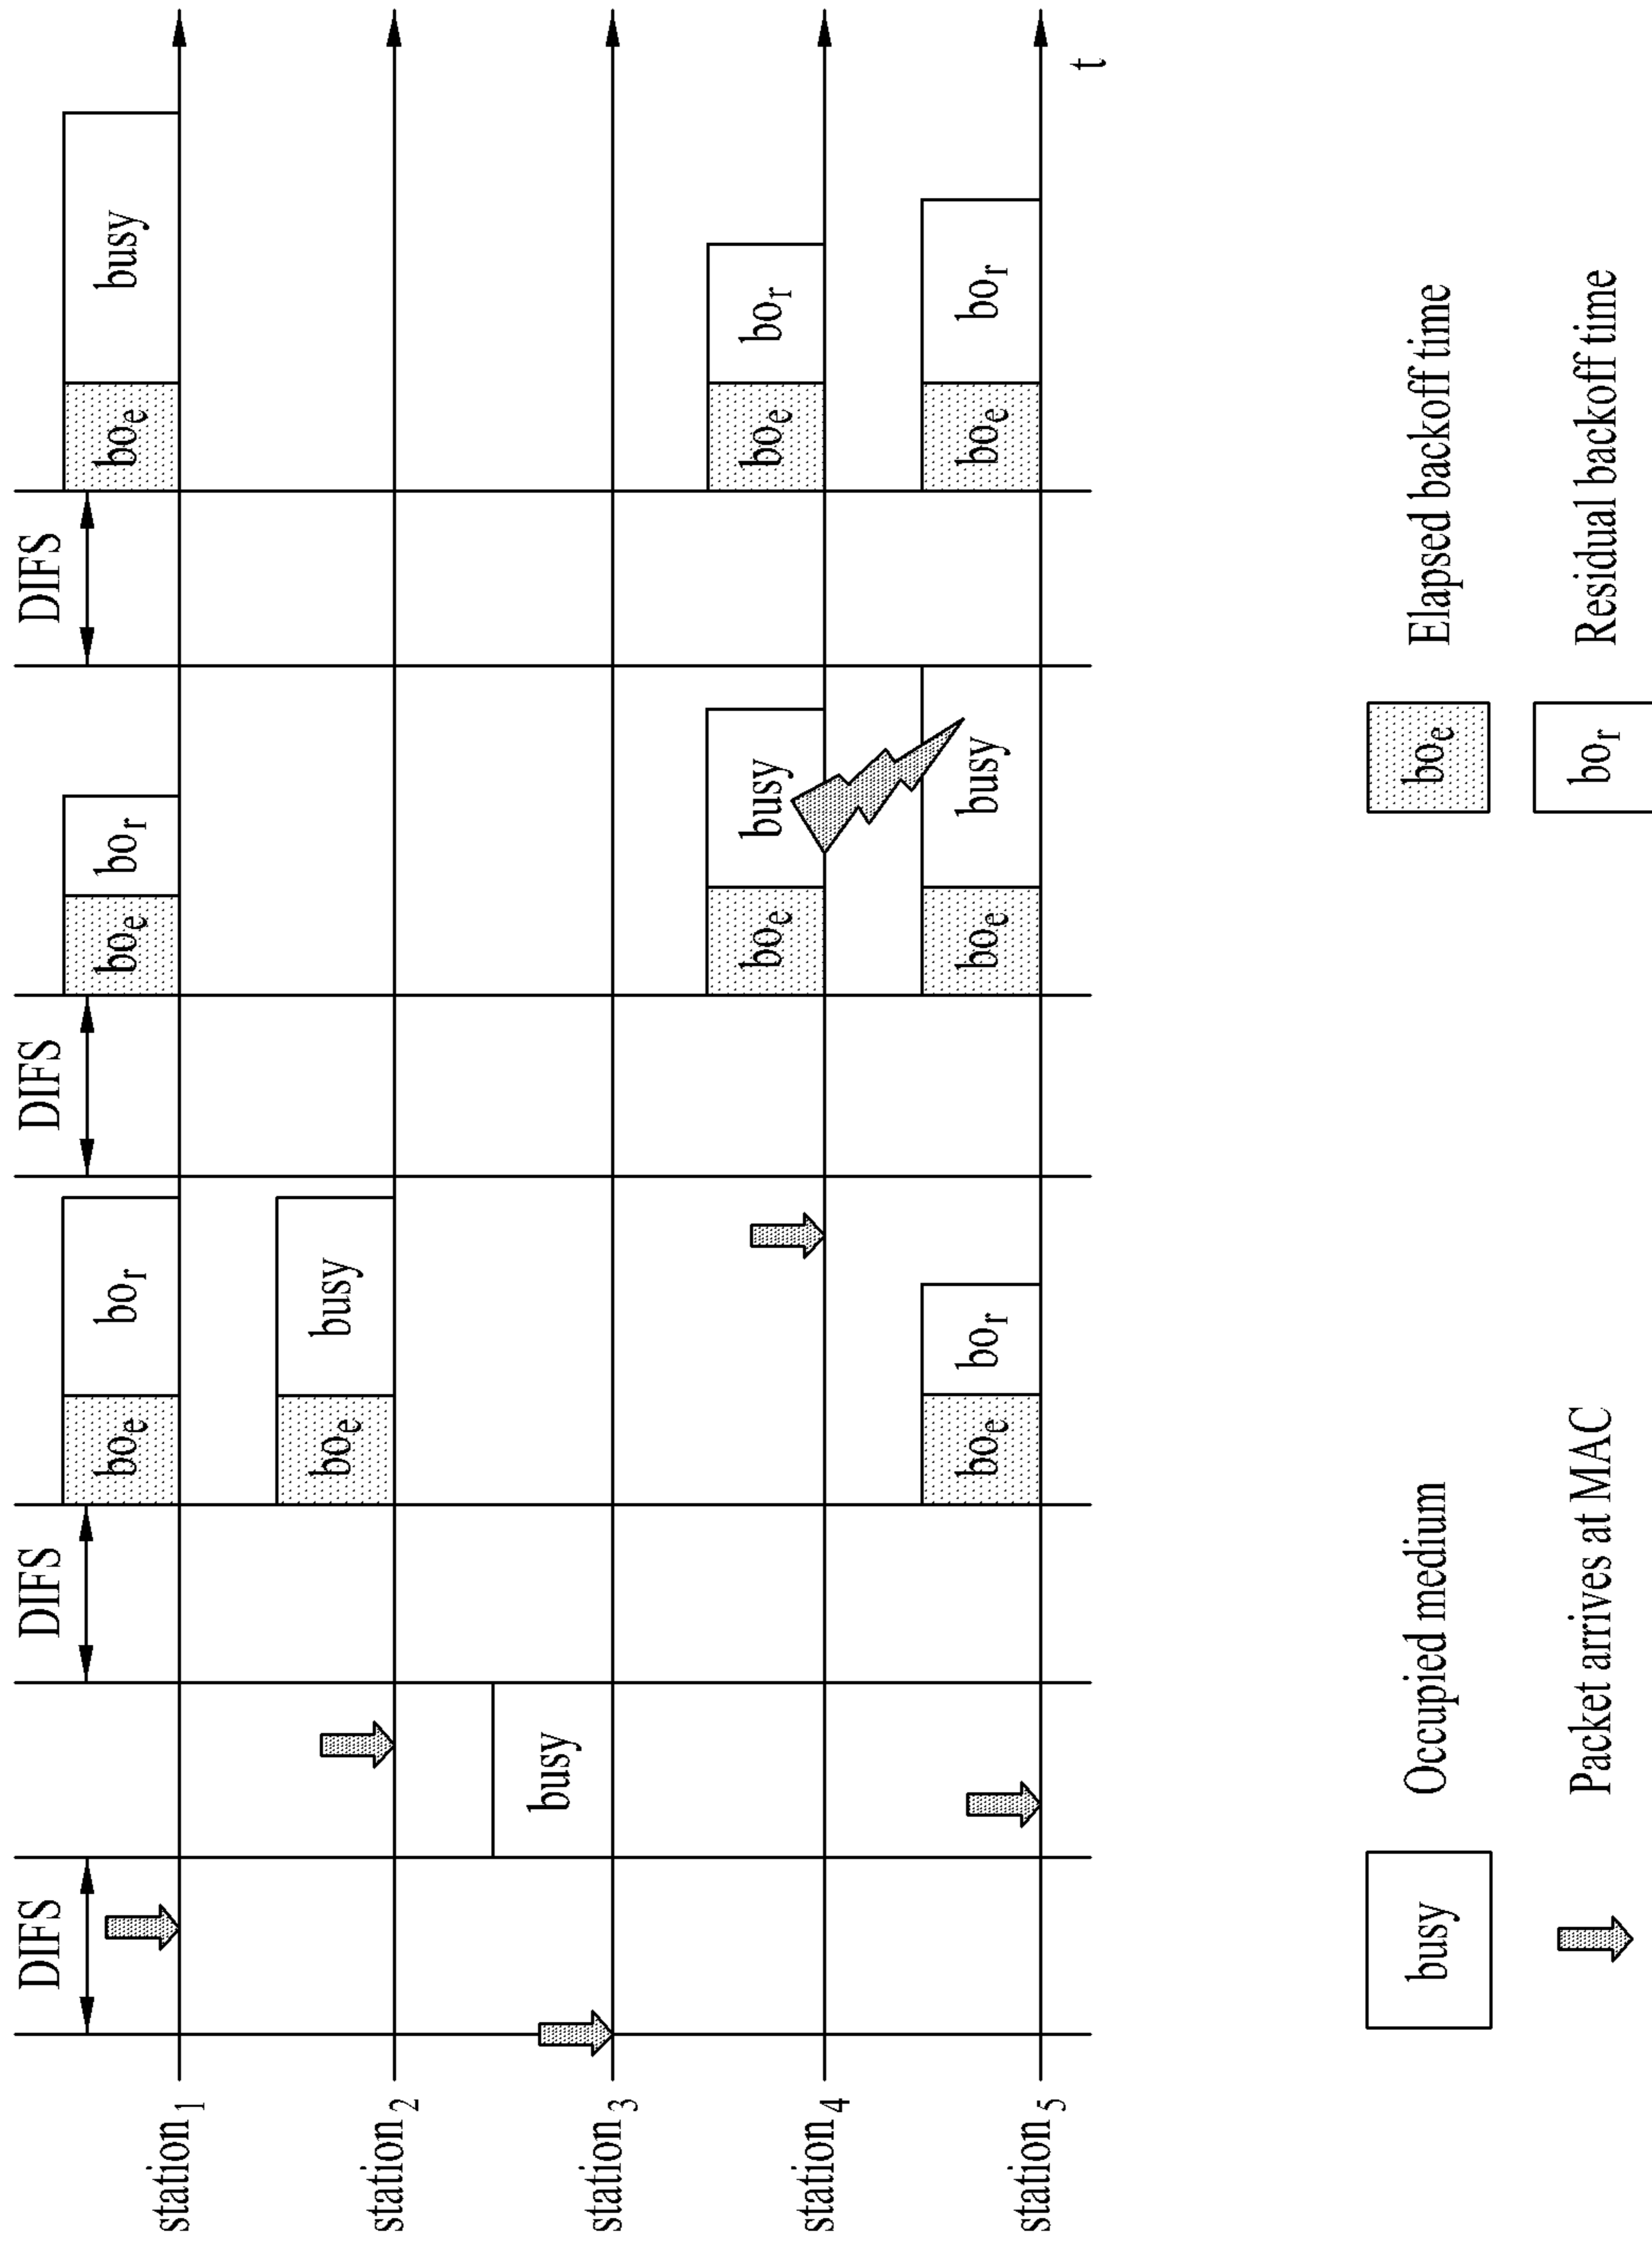 DIFS
DIFS
DIFS
DIFS
station1
boe
bor
boe
bor
boe
busy
station2
boe
busy
station3
busy
station4
boe
busy
boe
bor
station5
boe
bor
boe
busy
boe
bor
t
busy
Occupied medium
boe
Elapsed backoff time
Packet arrives at MAC
bor
Residual backoff time